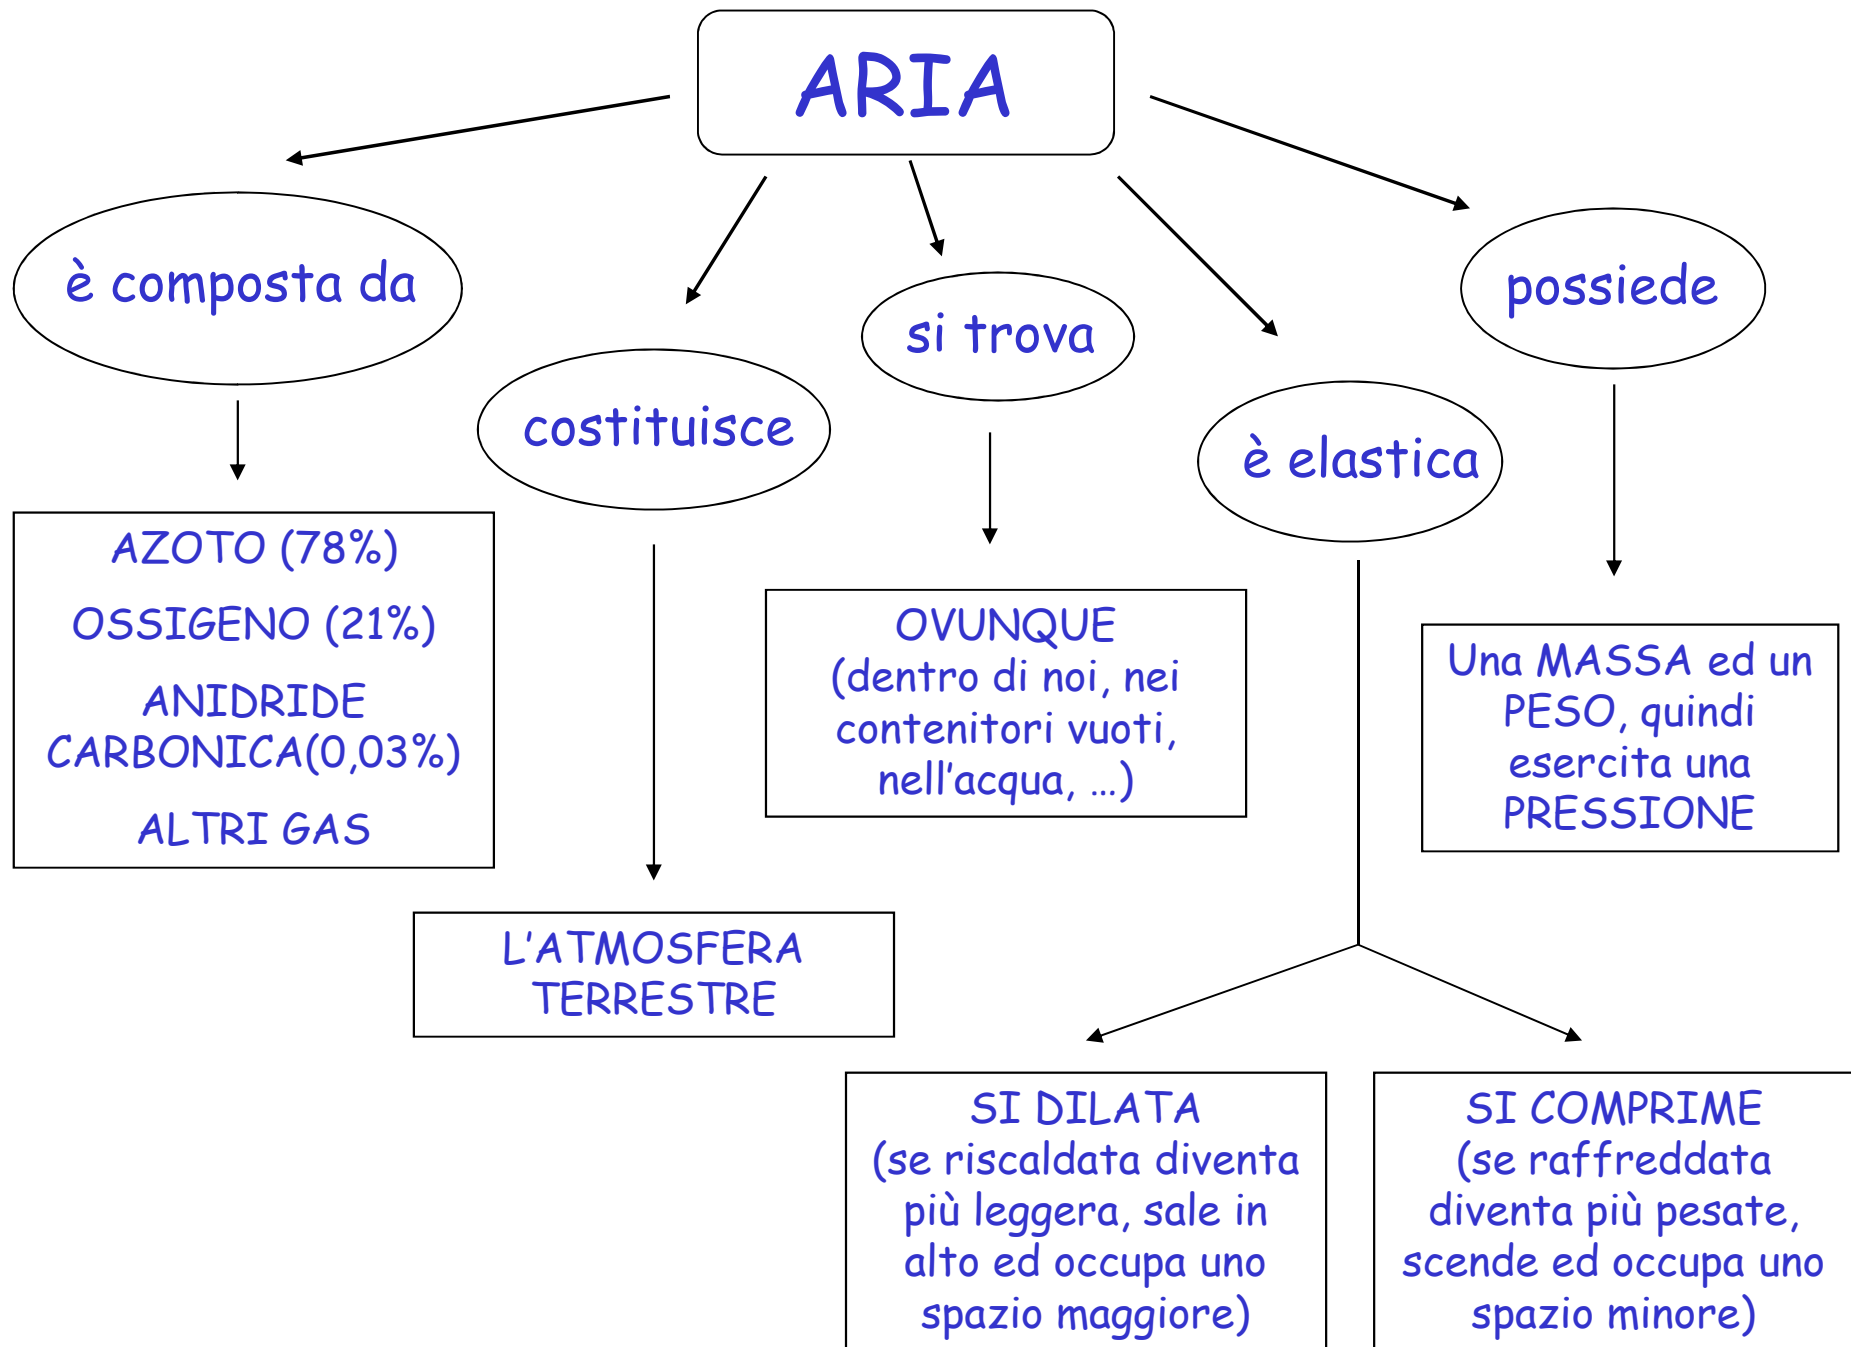 ARIA
è composta da
costituisce
si trova
è elastica
possiede
AZOTO (78%)
OSSIGENO (21%)
ANIDRIDE
CARBONICA(0,03%)
ALTRI GAS
L'ATMOSFERA
TERRESTRE
OVUNQUE
(dentro di noi, nei
contenitori vuoti,
nell'acqua, …)
Una MASSA ed un
PESO, quindi
esercita una
PRESSIONE
SI DILATA
(se riscaldata diventa
più leggera, sale in
alto ed occupa uno
spazio maggiore)
SI COMPRIME
(se raffreddata
diventa più pesate,
scende ed occupa uno
spazio minore)